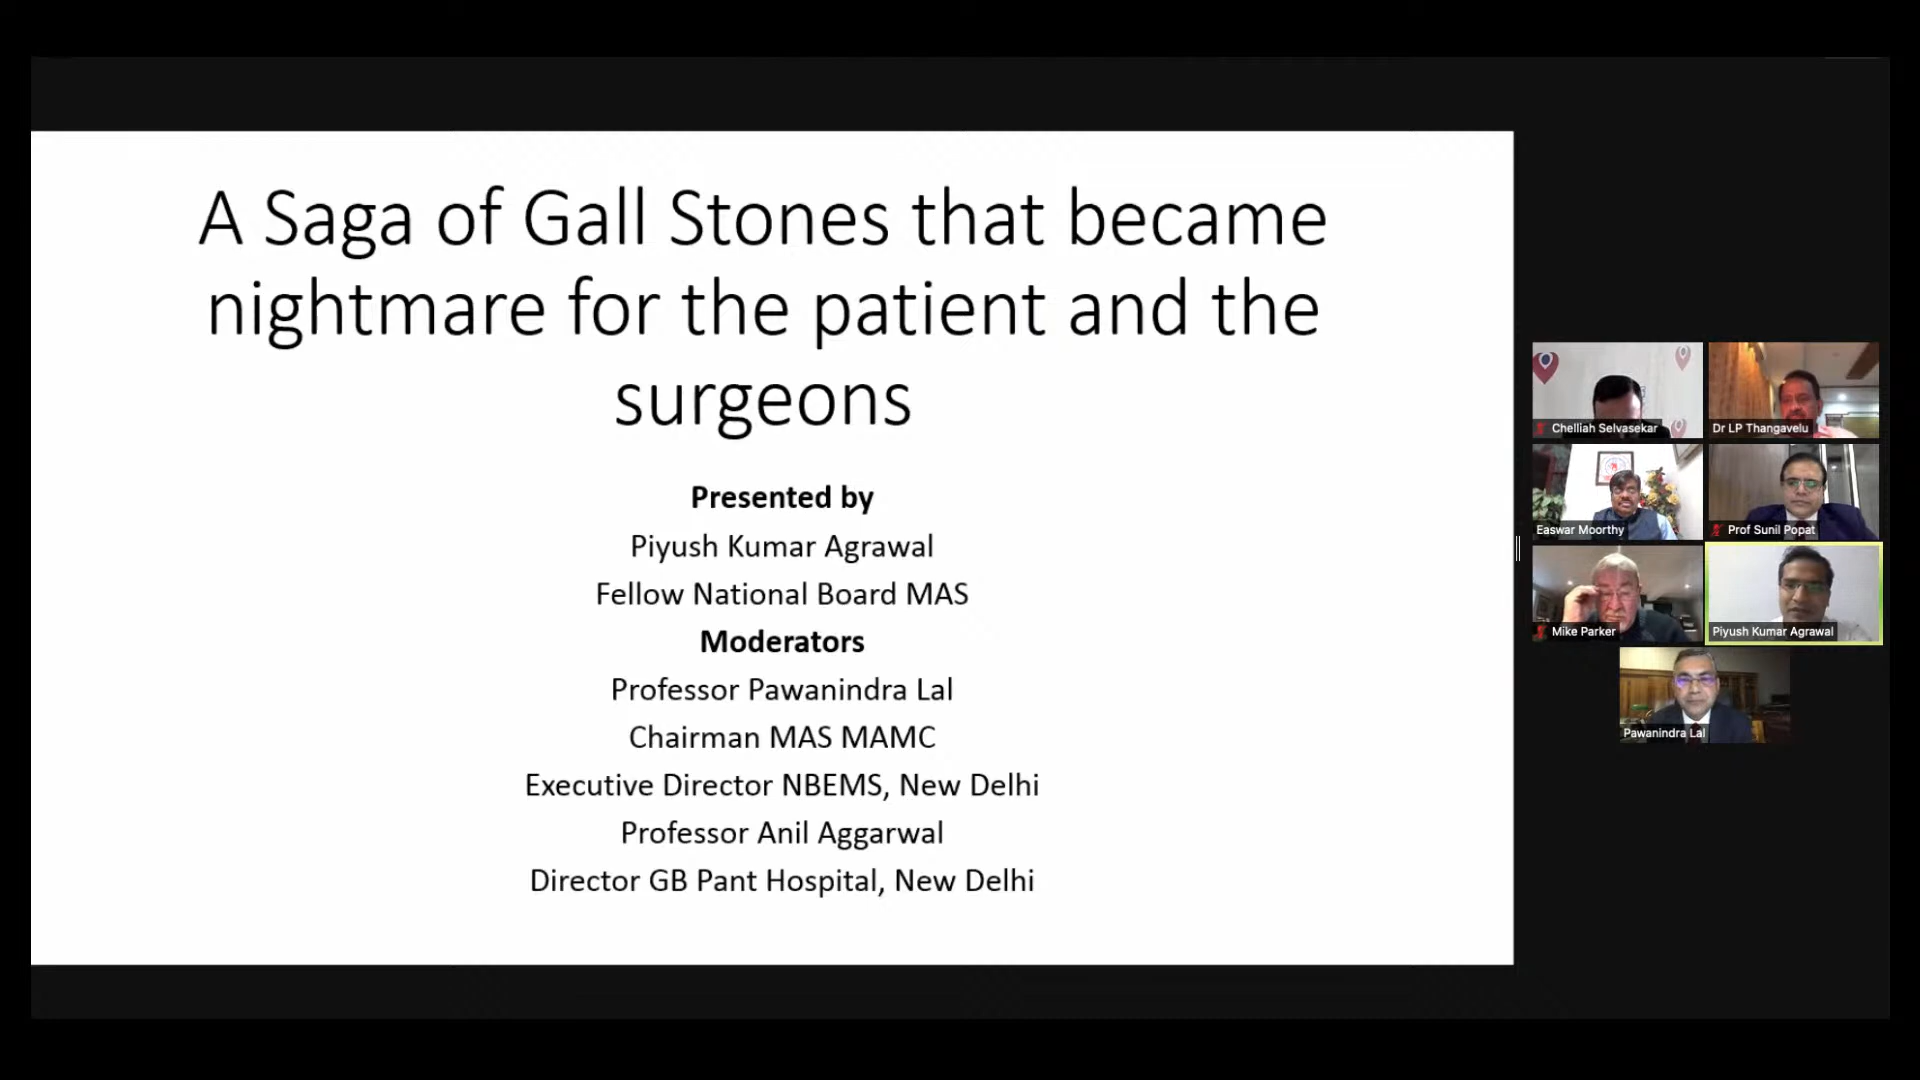 A Saga of Gall Stones that became
nightmare for the patient and the
surgeons
Presented by
Piyush Kumar Agrawal
Fellow National Board MAS
Moderators
Professor Pawanindra Lal
Chairman MAS MAMC
Executive Director NBEMS, New Delhi
Professor Anil Aggarwal
Director GB Pant Hospital, New Delhi
Chelliah Selvasekar
Dr LP Thangavelu
Easwar Moorthy
Prof Sunil Popat
Mike Parker
Piyush Kumar Agrawal
Pawanindra Lal